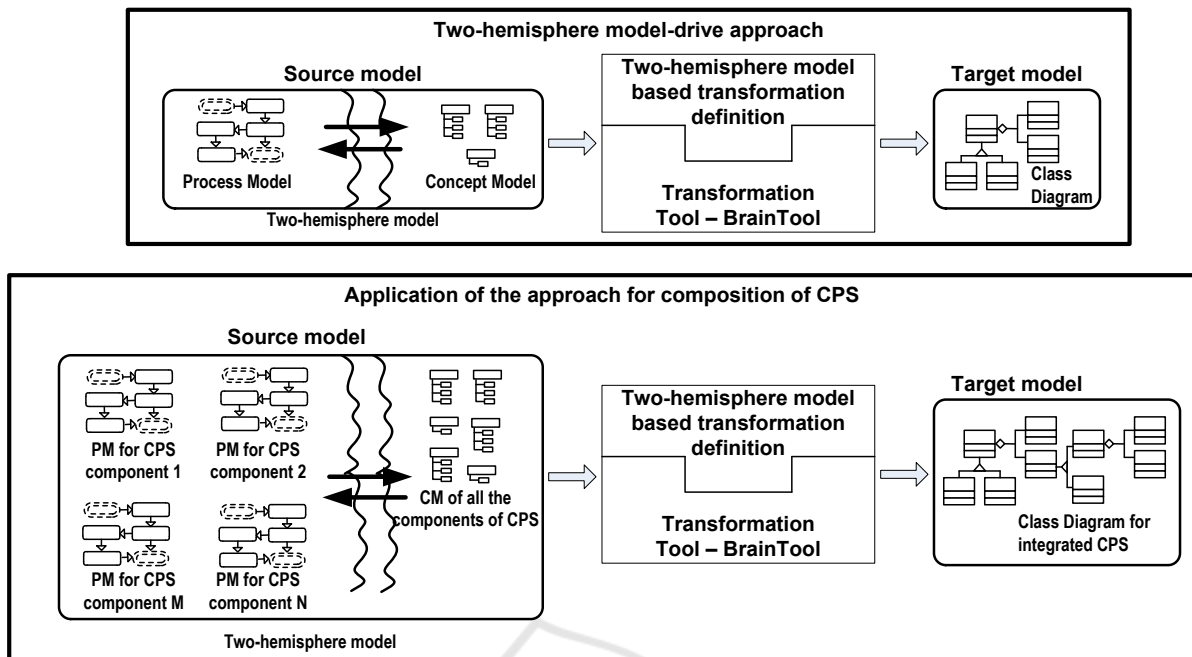 Two-hemisphere model-drive approach
Source model
Process Model
Concept Model
Two-hemisphere model
Two-hemisphere model
based transformation
definition
Transformation
Tool – BrainTool
Target model
Class
Diagram
Application of the approach for composition of CPS
Source model
PM for CPS
component 1
PM for CPS
component 2
PM for CPS
component M
PM for CPS
component N
CM of all the
components of CPS
Two-hemisphere model
Two-hemisphere model
based transformation
definition
Transformation
Tool – BrainTool
Target model
Class Diagram for
integrated CPS